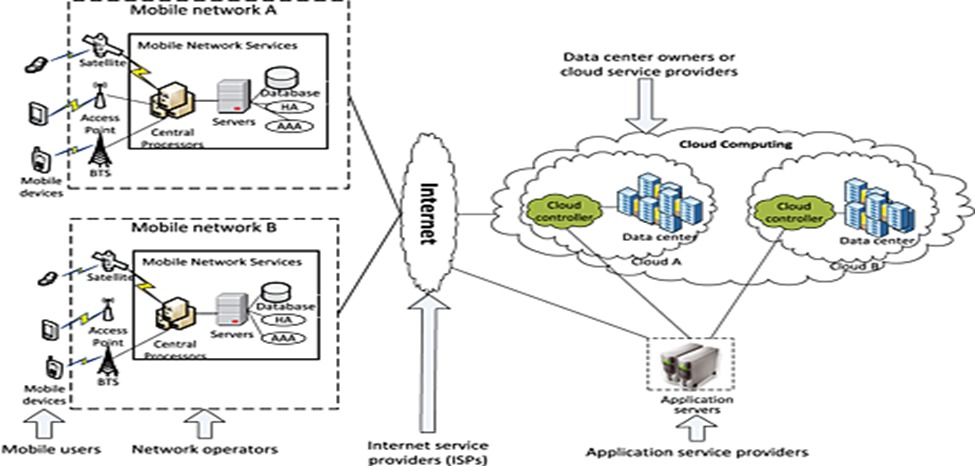 Mobile network A
Mobile Network Services
Satellite
Database
HA
AAA
Servers
Access
Point
Central
Processors
BTS
Mobile
devices
Mobile network B
Mobile Network Services
Satellite
Database
HA
AAA
Servers
Access
Point
Central
Processors
BTS
Mobile
devices
Mobile users
Network operators
Internet
Internet service
providers (ISPs)
Data center owners or
cloud service providers
Cloud Computing
Cloud
controller
Data center
Cloud A
Cloud
controller
Data center
Cloud B
Application
servers
Application service providers